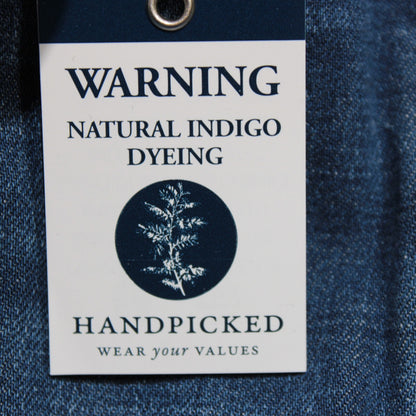 WARNING
NATURAL INDIGO
DYEING
HANDPICKED
WEAR your VALUES